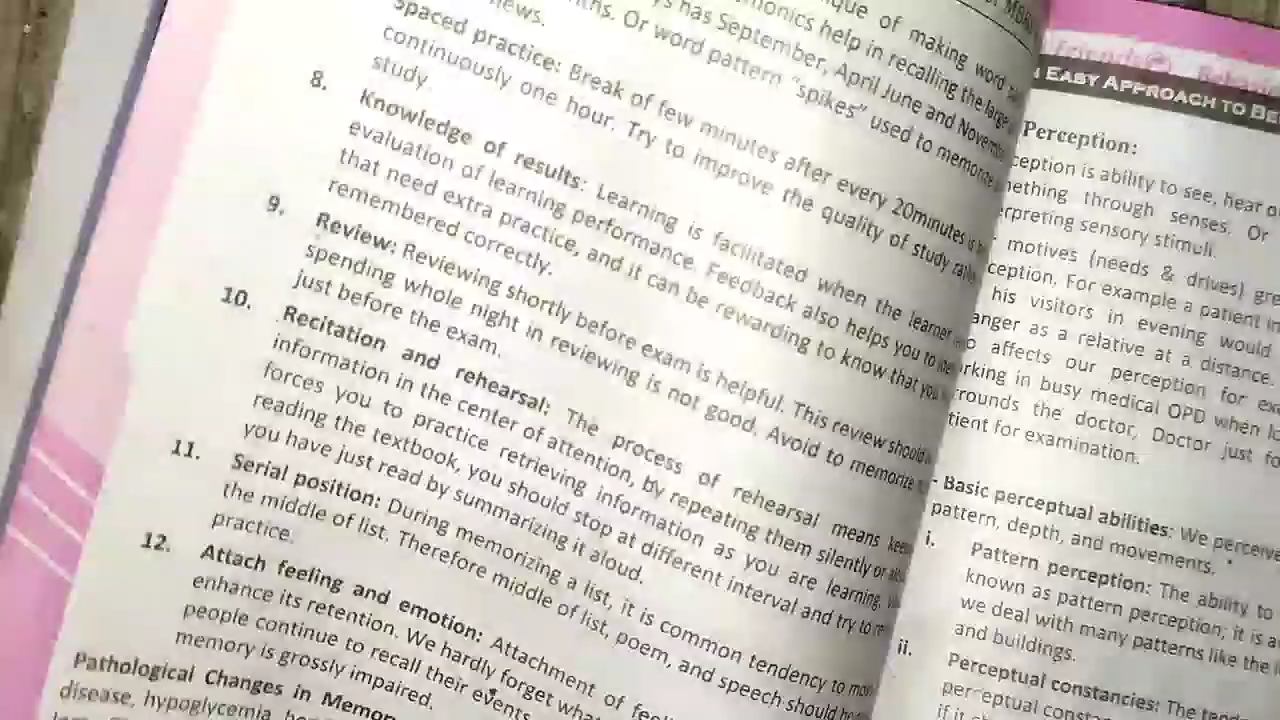 que of making word
monics help in recalling the large
ys has September, April June and Novembe
ths. Or word pattern "spikes" used to memorize
news.
Spaced practice: Break of few minutes after every 20minutes is
continuously one hour. Try to improve the quality of study
study.
8. Knowledge of results: Learning is facilitated when the learner
evaluation of learning performance. Feedback also helps you to
that need extra practice, and it can be rewarding to know that you
remembered correctly.
9. Review: Reviewing shortly before exam is helpful. This review should
spending whole night in reviewing is not good. Avoid to memorize
just before the exam.
10. Recitation and rehearsal: The process of rehearsal means
information in the center of attention, by repeating them silently or
forces you to practice retrieving information as you are learning.
reading the textbook, you should stop at different interval and try to
you have just read by summarizing it aloud.
11. Serial position: During memorizing a list, it is common tendency to
the middle of list. Therefore middle of list, poem, and speech should
practice.
12. Attach feeling and emotion: Attachment of
enhance its retention. We hardly forget
people continue to recall their events
memory is grossly impaired.
Pathological Changes in
disease, hypoglycemia,
friends
EASY APPROACH TO BE
Perception:
ception is ability to see, hear
mething through senses. Or
erpreting sensory stimuli.
motives (needs & drives)
ception. For example a patient in
his visitors in evening would
anger as a relative at a distance.
affects our perception for
rking in busy medical OPD when
rrounds the doctor, Doctor just
tient for examination.
- Basic perceptual abilities: We perceive
pattern, depth, and movements.
i. Pattern perception: The ability to
known as pattern perception; it is
we deal with many patterns like the
and buildings.
ii. Perceptual constancies: The
perceptual